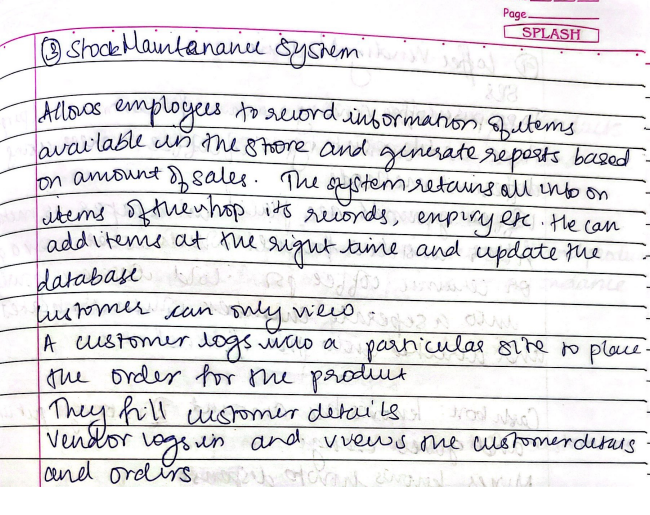 Page
SPLASH
③ Stock Maintanance System
Allows employees to record information of items
available in the store and generate reports based
on amount of sales. The system retains all info on
items of the shop its records, expiry etc. He can
add items at the right time and update the
database
customer can only view
A customer logs into a particular site to place
the order for the product
They fill customer details
Vendor logs in and views the customer details
and orders